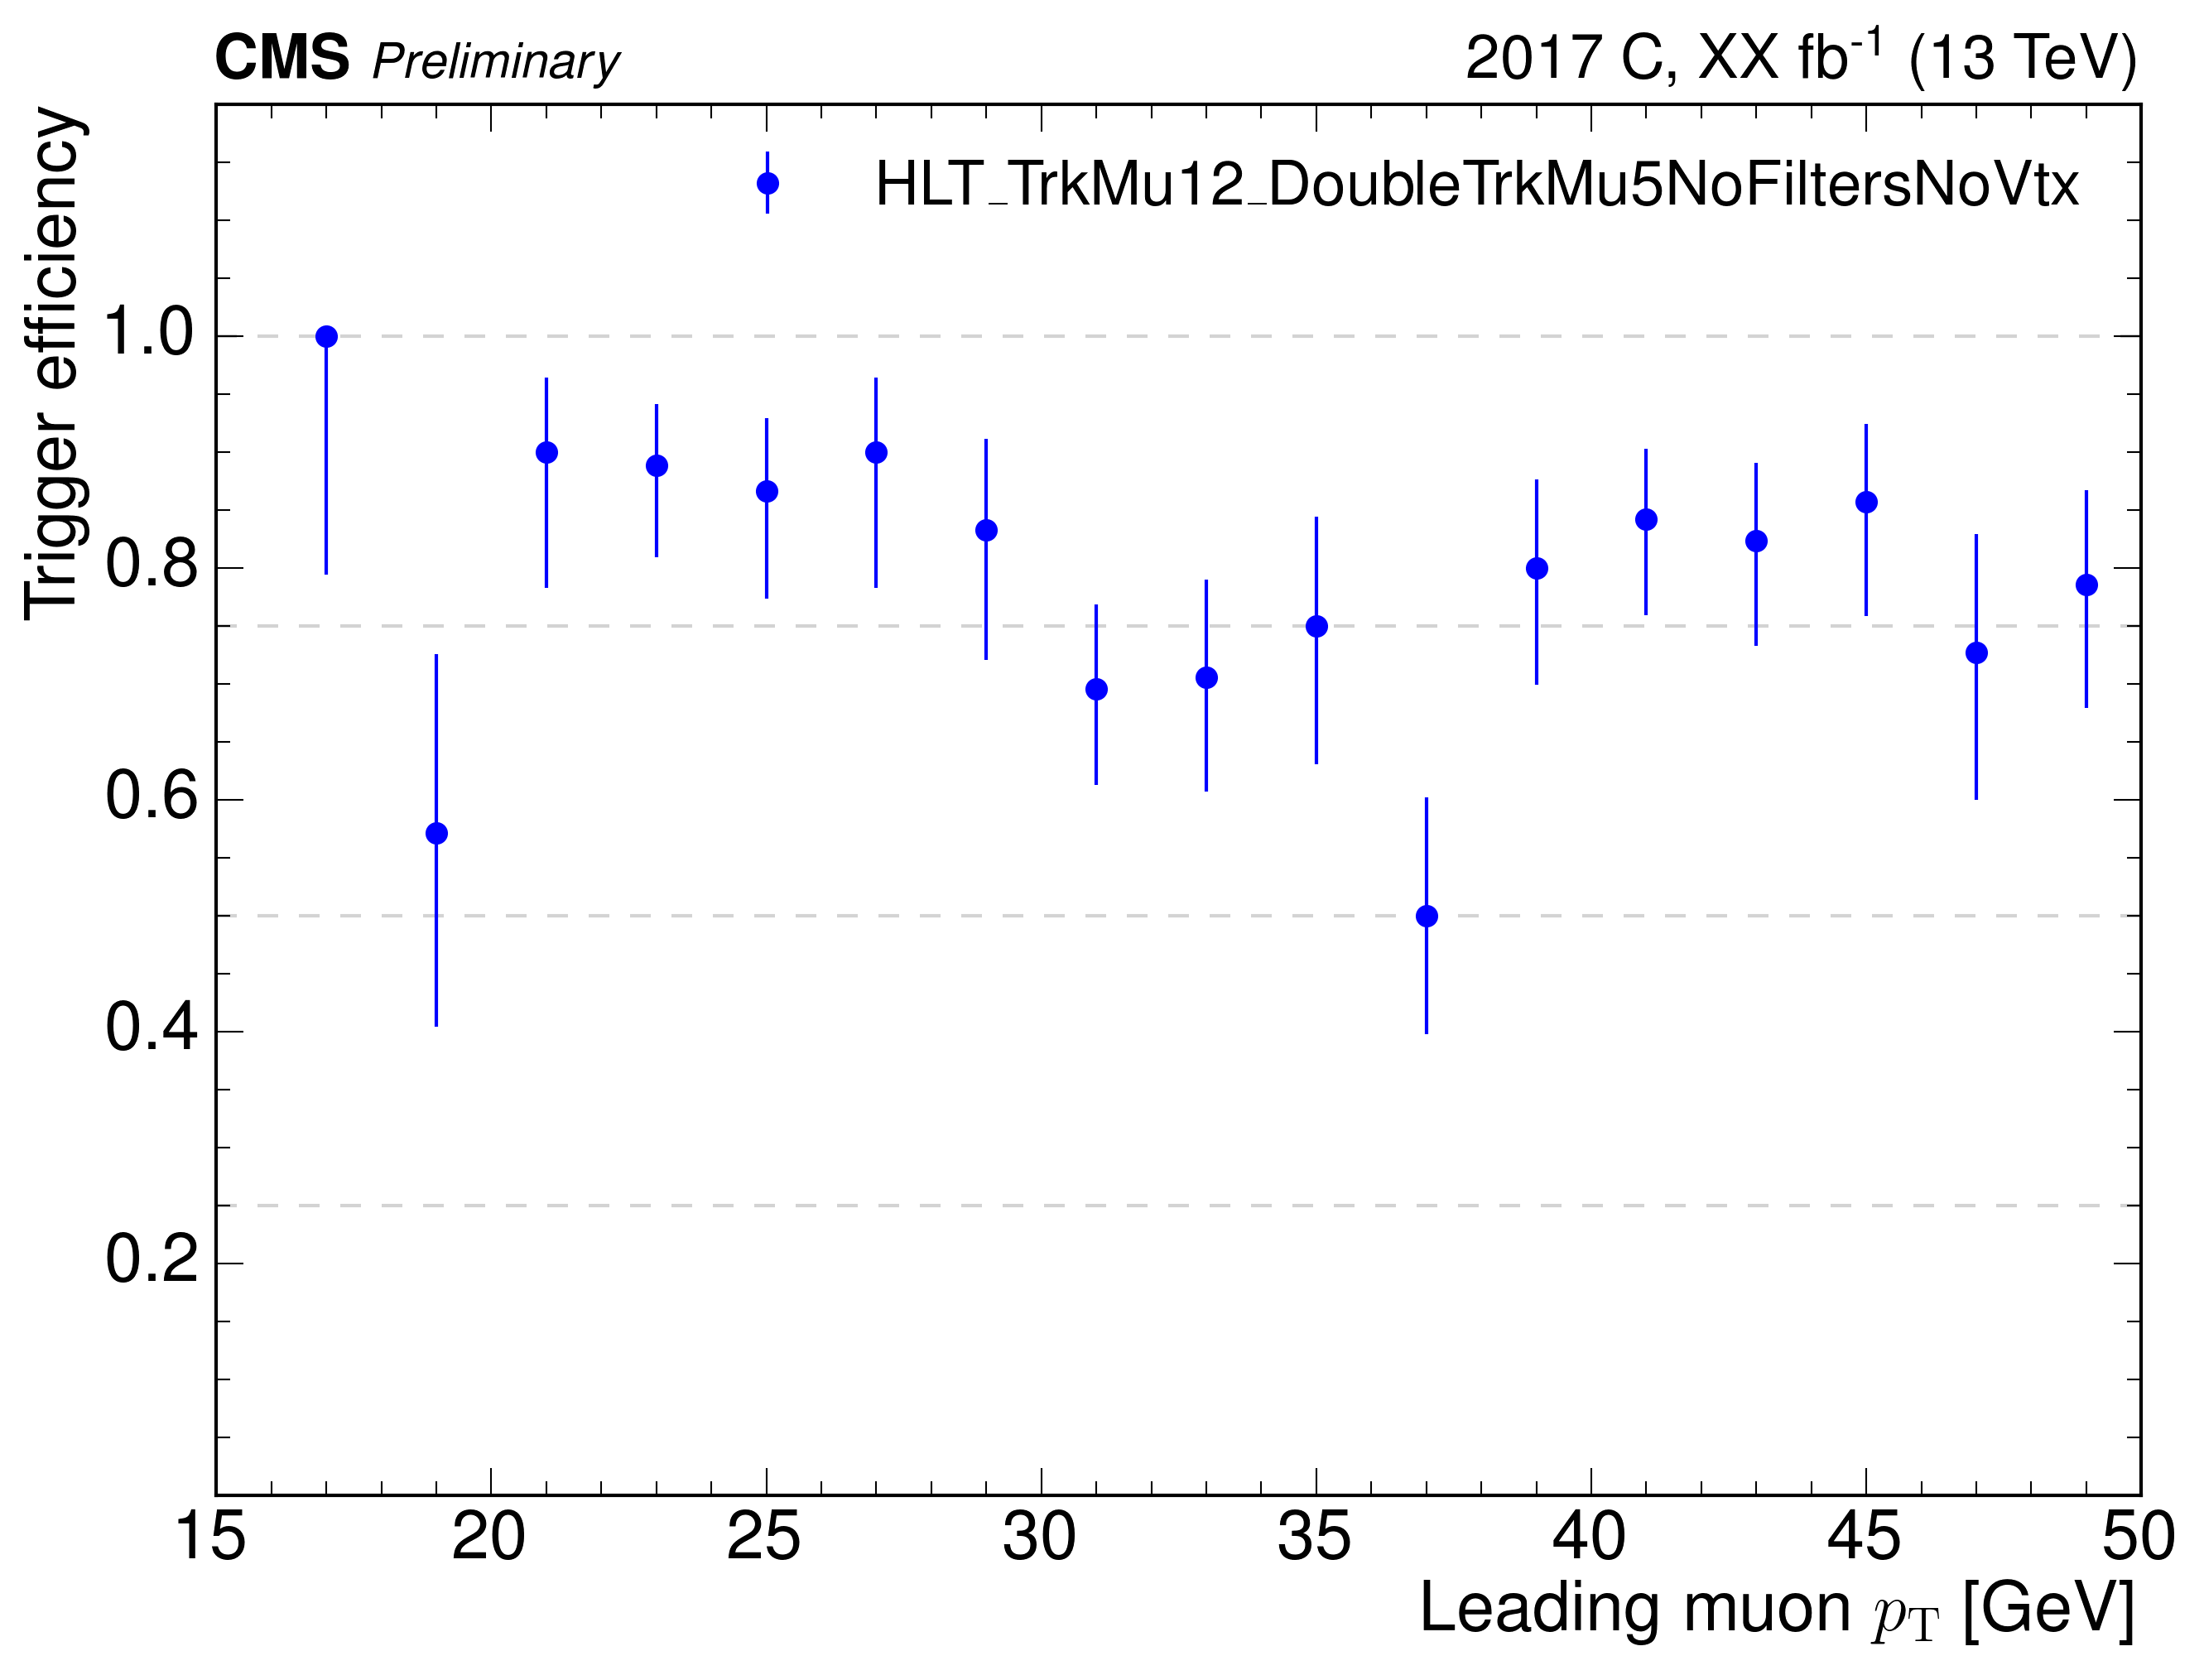 CMS Preliminary 2017 C, XX fb⁻¹ (13 TeV)
Trigger efficiency
HLT_TrkMu12_DoubleTrkMu5NoFiltersNoVtx
1.0
0.8
0.6
0.4
0.2
15 20 25 30 35 40 45 50
Leading muon p_T [GeV]